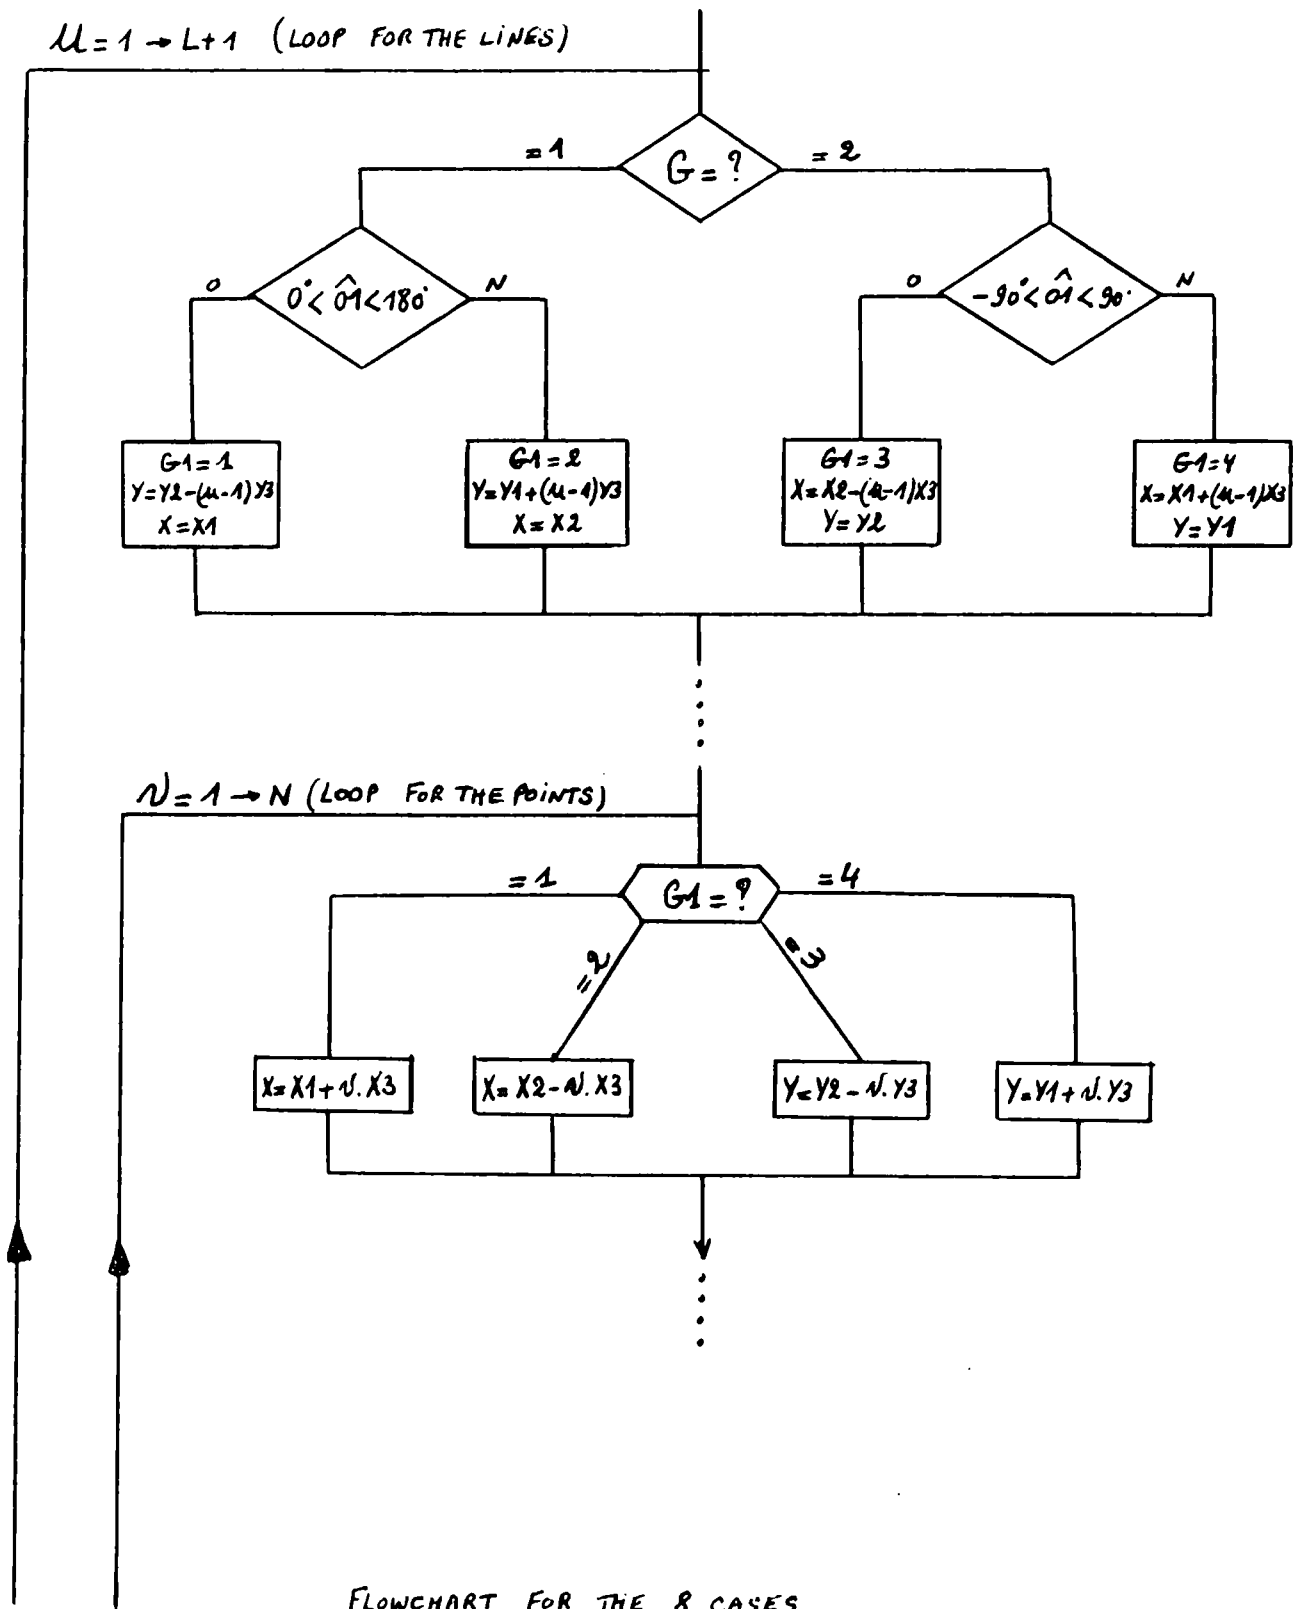 U = 1 → L+1 (LOOP FOR THE LINES)
= 1
G = ?
= 2
O
0° < Ô1 < 180°
N
O
-90° < Ô1 < 90°
N
G1 = 1
Y = Y2 - (u-1) Y3
X = X1
G1 = 2
Y = Y1 + (u-1) Y3
X = X2
G1 = 3
X = X2 - (u-1) X3
Y = Y2
G1 = 4
X = X1 + (u-1) X3
Y = Y1
V = 1 → N (LOOP FOR THE POINTS)
= 1
G1 = ?
= 4
= 2
= 3
X = X1 + V. X3
X = X2 - V. X3
Y = Y2 - V. Y3
Y = Y1 + V. Y3
FLOWCHART FOR THE 8 CASES